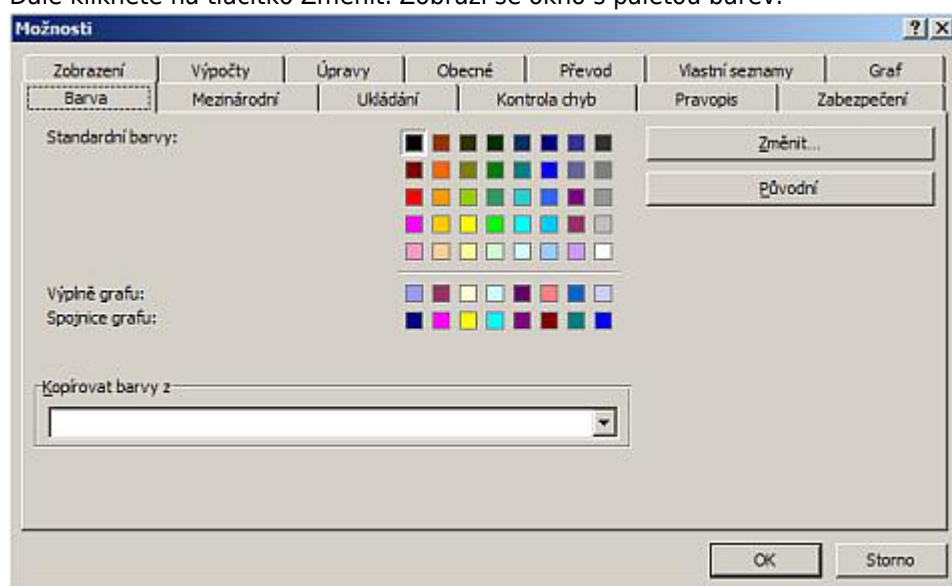 Dále klikněte na tlačítko Změnit. Zobrazí se okno s paletou barev.
Možnosti
Zobrazení Výpočty Úpravy Obecné Převod Vlastní seznamy Graf
Barva Mezinárodní Ukládání Kontrola chyb Pravopis Zabezpečení
Standardní barvy:
Změnit...
Původní
Výplně grafu:
Spojnice grafu:
Kopírovat barvy z
OK Storno